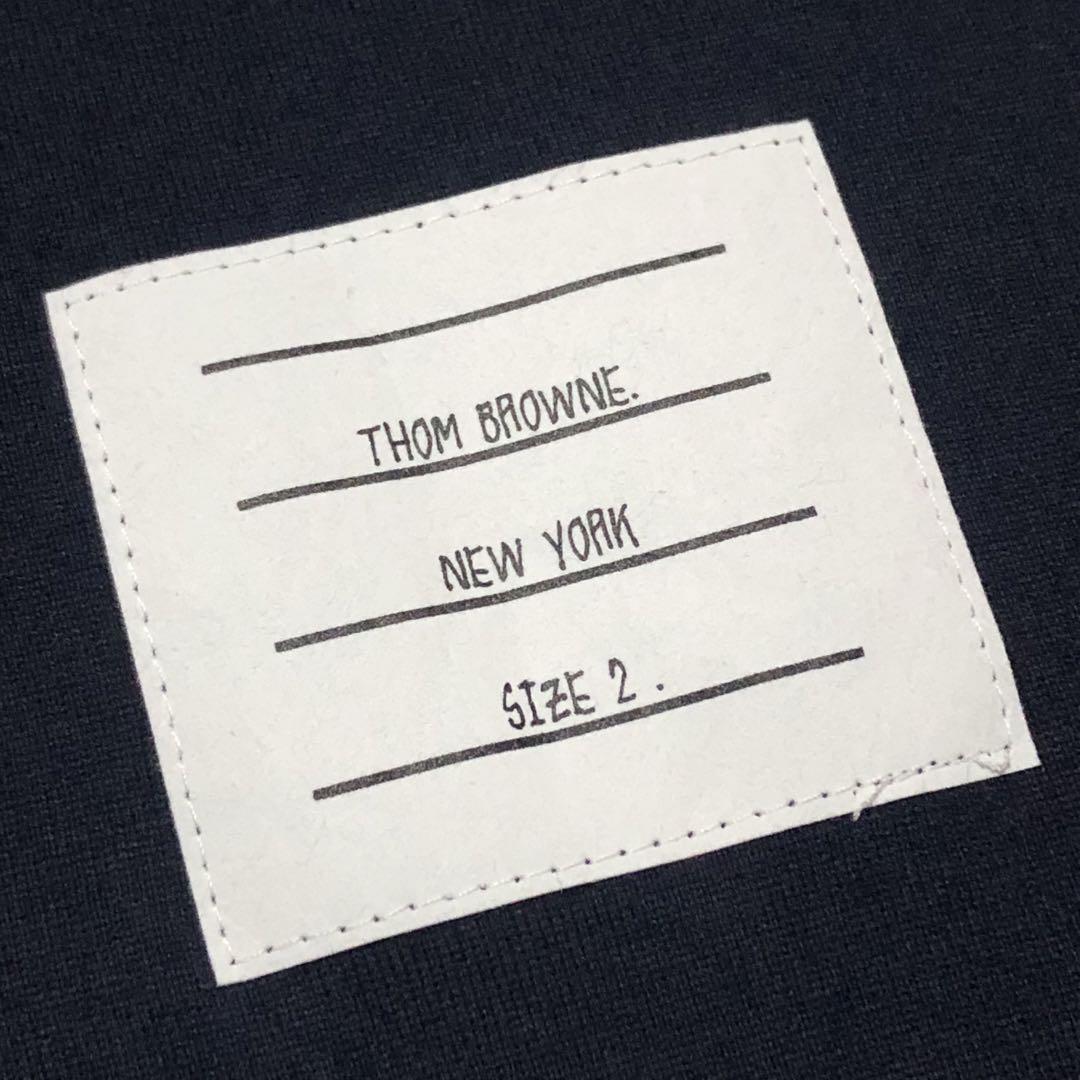 THOM BROWNE.
NEW YORK
SIZE 2 .